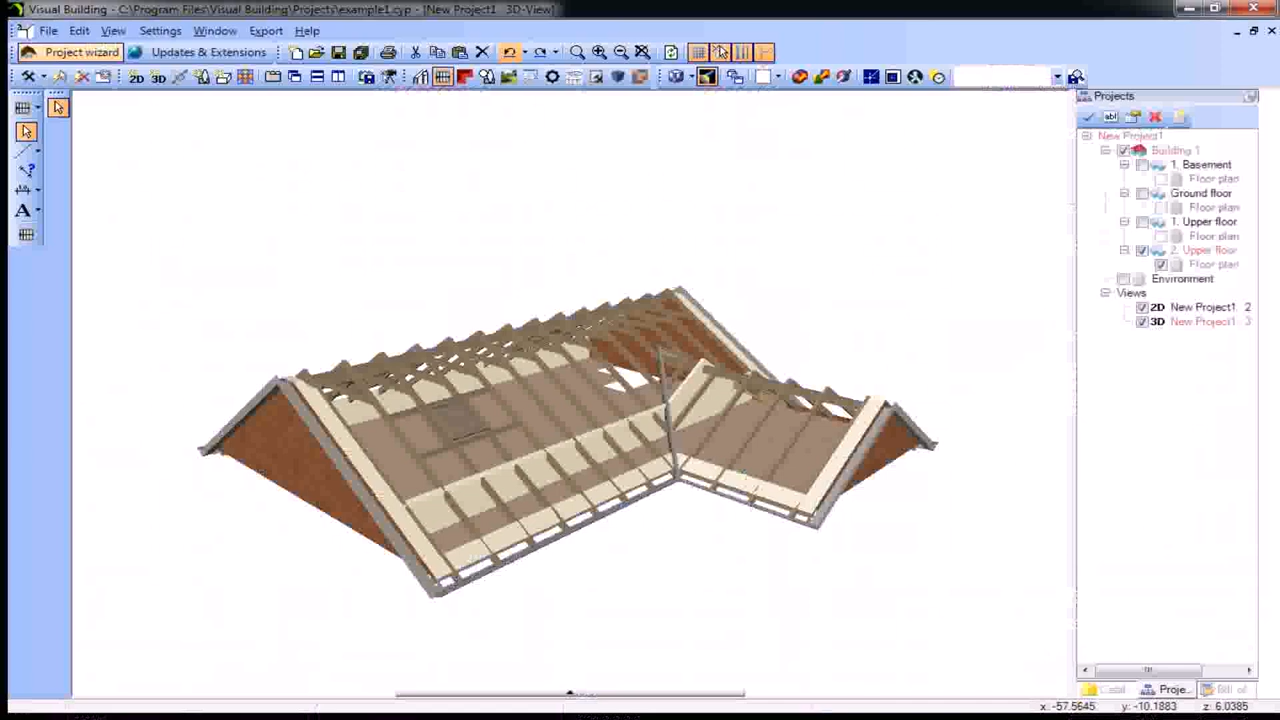 Visual Building - C:\Program Files\Visual Building\Projects\example1.cyp - [New Project1 3D-View]
File Edit View Settings Window Export Help
Project wizard Updates & Extensions
2D 3D
A abl
Projects
New Project1
Building 1
1. Basement
Floor plan
Ground floor
Floor plan
1. Upper floor
Floor plan
2. Upper floor
Floor plan
Environment
Views
2D New Project1 2
3D New Project1 3
Proje...
x: -57.5645 y: -10.1883 z: 6.0385